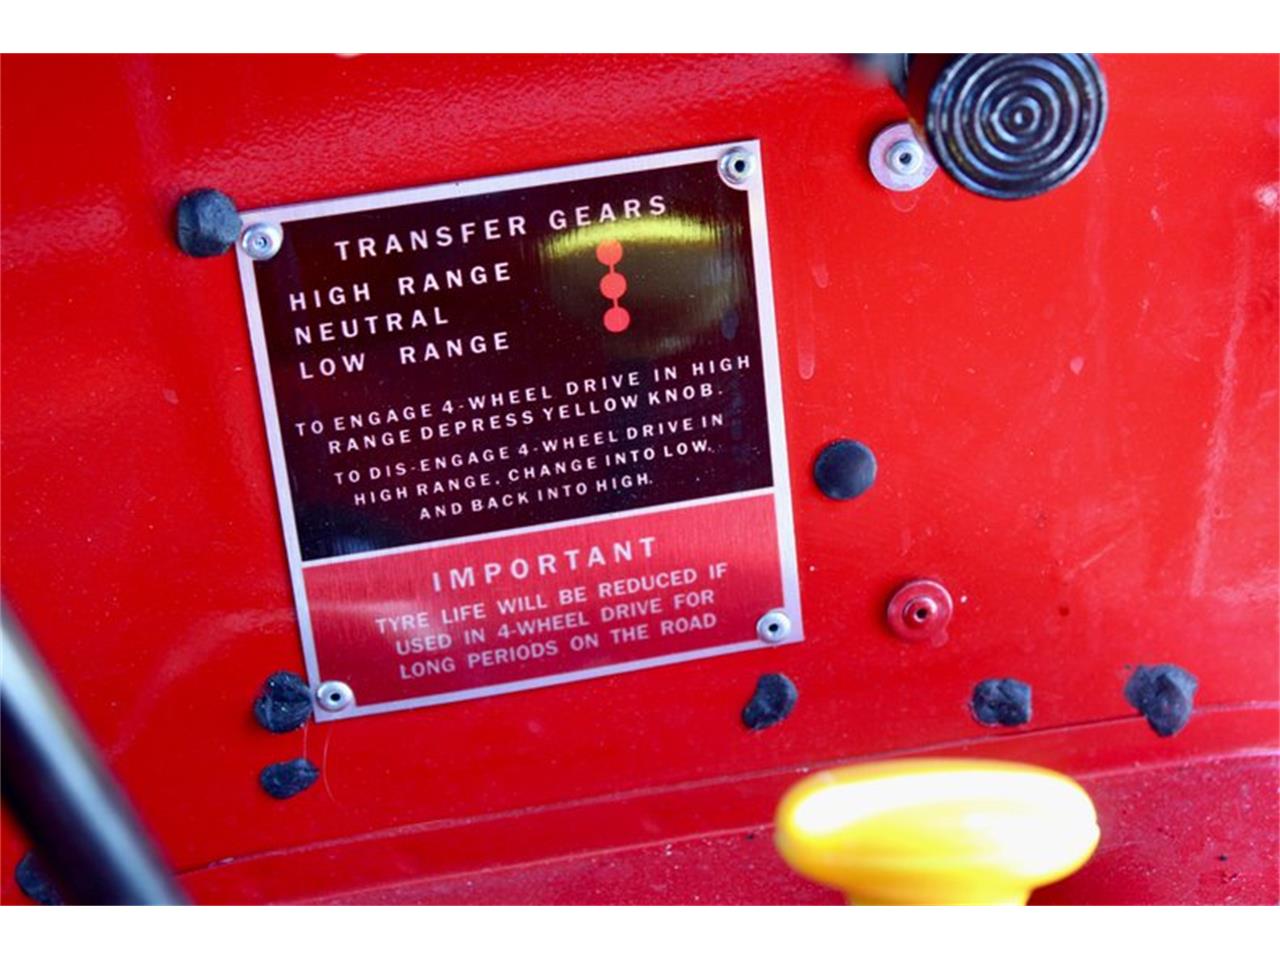 TRANSFER GEARS
HIGH RANGE
NEUTRAL
LOW RANGE
TO ENGAGE 4-WHEEL DRIVE IN HIGH
RANGE DEPRESS YELLOW KNOB.
TO DIS-ENGAGE 4-WHEEL DRIVE IN
HIGH RANGE, CHANGE INTO LOW,
AND BACK INTO HIGH.
IMPORTANT
TYRE LIFE WILL BE REDUCED IF
USED IN 4-WHEEL DRIVE FOR
LONG PERIODS ON THE ROAD